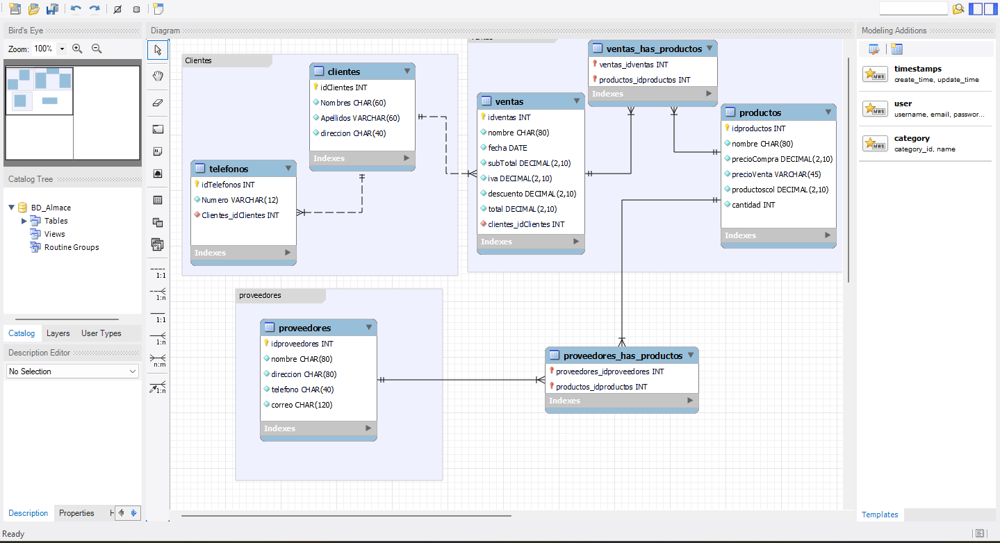 Bird's Eye
Zoom: 100%
Catalog Tree
BD_Almace
Tables
Views
Routine Groups
Catalog
Layers
User Types
Description Editor
No Selection
Description
Properties
H
Ready
Diagram
1:1
1:n
1:1
1:n
n:m
1:n
Clientes
clientes
idClientes INT
Nombres CHAR(60)
Apellidos VARCHAR(60)
direccion CHAR(40)
Indexes
telefonos
idTelefonos INT
Numero VARCHAR(12)
Clientes_idClientes INT
Indexes
ventas_has_productos
ventas_idventas INT
productos_idproductos INT
Indexes
ventas
idventas INT
nombre CHAR(80)
fecha DATE
subTotal DECIMAL(2,10)
iva DECIMAL(2,10)
descuento DECIMAL(2,10)
total DECIMAL(2,10)
clientes_idClientes INT
Indexes
productos
idproductos INT
nombre CHAR(80)
precioCompra DECIMAL(2,10)
precioVenta VARCHAR(45)
productoscol DECIMAL(2,10)
cantidad INT
Indexes
proveedores
proveedores
idproveedores INT
nombre CHAR(80)
direccion CHAR(80)
telefono CHAR(40)
correo CHAR(120)
Indexes
proveedores_has_productos
proveedores_idproveedores INT
productos_idproductos INT
Indexes
Modeling Additions
MWB
timestamps
create_time, update_time
MWB
user
username, email, passwor...
MWB
category
category_id, name
Templates